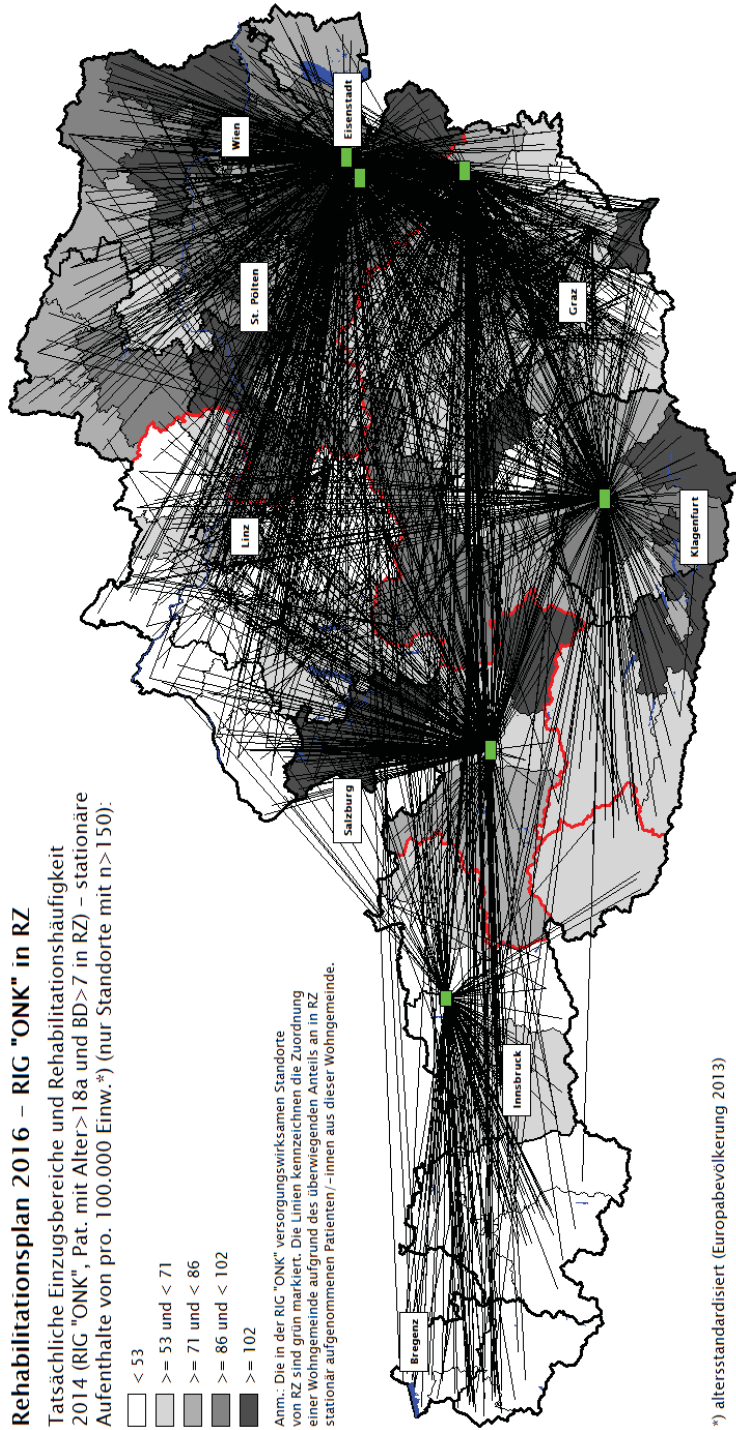 Rehabilitationsplan 2016 – RIG "ONK" in RZ
Tatsächliche Einzugsbereiche und Rehabilitationshäufigkeit
2014 (RIG "ONK", Pat. mit Alter>18a und BD>7 in RZ) – stationäre
Aufenthalte von pro. 100.000 Einw.*) (nur Standorte mit n>150):
< 53
>= 53 und < 71
>= 71 und < 86
>= 86 und < 102
>= 102
Anm.: Die in der RIG "ONK" versorgungswirksamen Standorte
von RZ sind grün markiert. Die Linien kennzeichnen die Zuordnung
einer Wohngemeinde aufgrund des überwiegenden Anteils an in RZ
stationär aufgenommenen Patienten/-innen aus dieser Wohngemeinde.
Bregenz
Innsbruck
Salzburg
Linz
St. Pölten
Wien
Eisenstadt
Graz
Klagenfurt
*) altersstandardisiert (Europabevölkerung 2013)